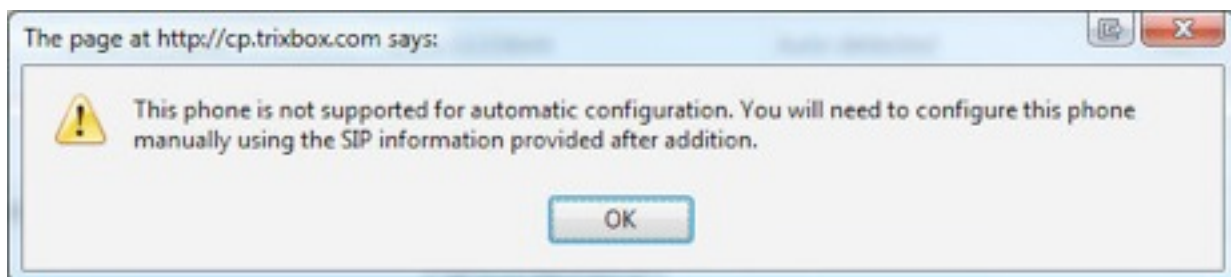 The page at http://cp.trixbox.com says:
This phone is not supported for automatic configuration. You will need to configure this phone
manually using the SIP information provided after addition.
OK